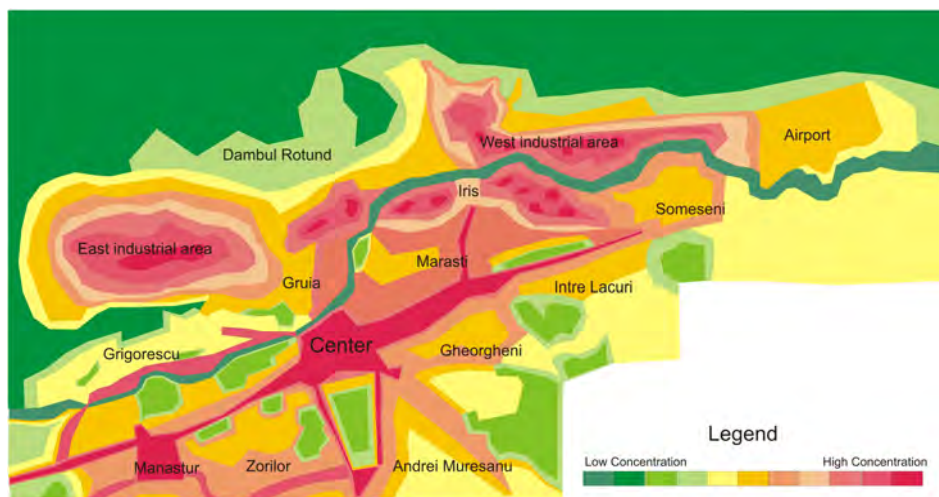 Airport
West industrial area
Dambul Rotund
Iris
Someseni
East industrial area
Marasti
Gruia
Intre Lacuri
Center
Gheorgheni
Grigorescu
Legend
Low Concentration
High Concentration
Manastur
Zorilor
Andrei Muresanu